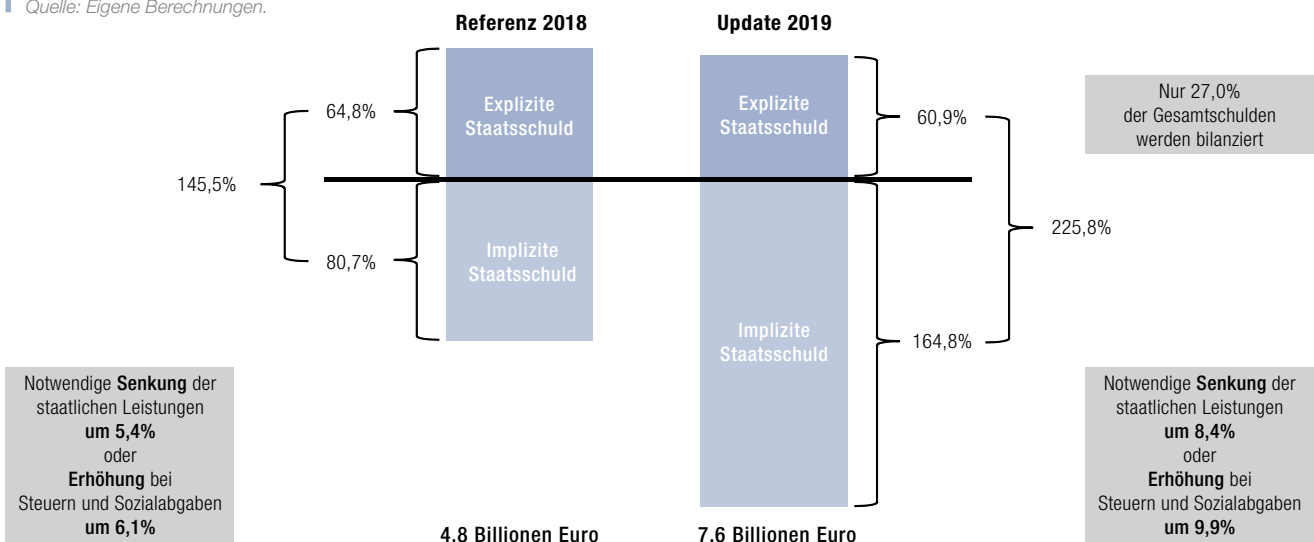 Quelle: Eigene Berechnungen.
Referenz 2018
Update 2019
Explizite
Staatsschuld
Explizite
Staatsschuld
64,8%
60,9%
Nur 27,0%
der Gesamtschulden
werden bilanziert
145,5%
225,8%
Implizite
Staatsschuld
80,7%
Implizite
Staatsschuld
164,8%
Notwendige Senkung der
staatlichen Leistungen
um 5,4%
oder
Erhöhung bei
Steuern und Sozialabgaben
um 6,1%
Notwendige Senkung der
staatlichen Leistungen
um 8,4%
oder
Erhöhung bei
Steuern und Sozialabgaben
um 9,9%
4,8 Billionen Euro
7,6 Billionen Euro